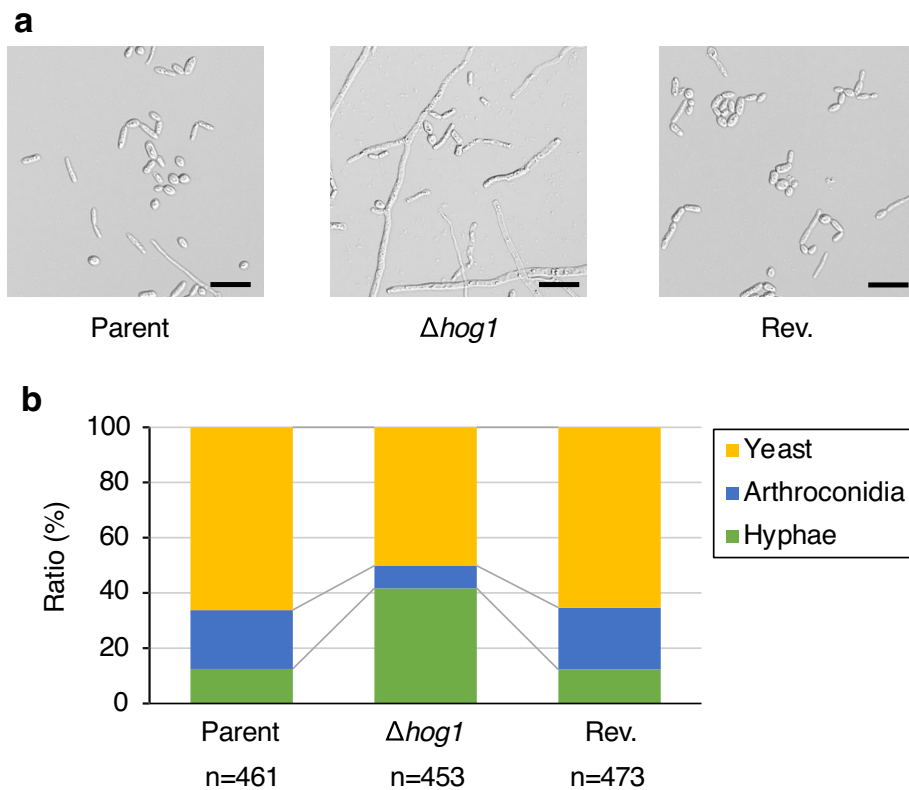 a
Parent
Δhog1
Rev.
b
100
80
60
40
20
0
Ratio (%)
Yeast
Arthroconidia
Hyphae
Parent
Δhog1
Rev.
n=461
n=453
n=473